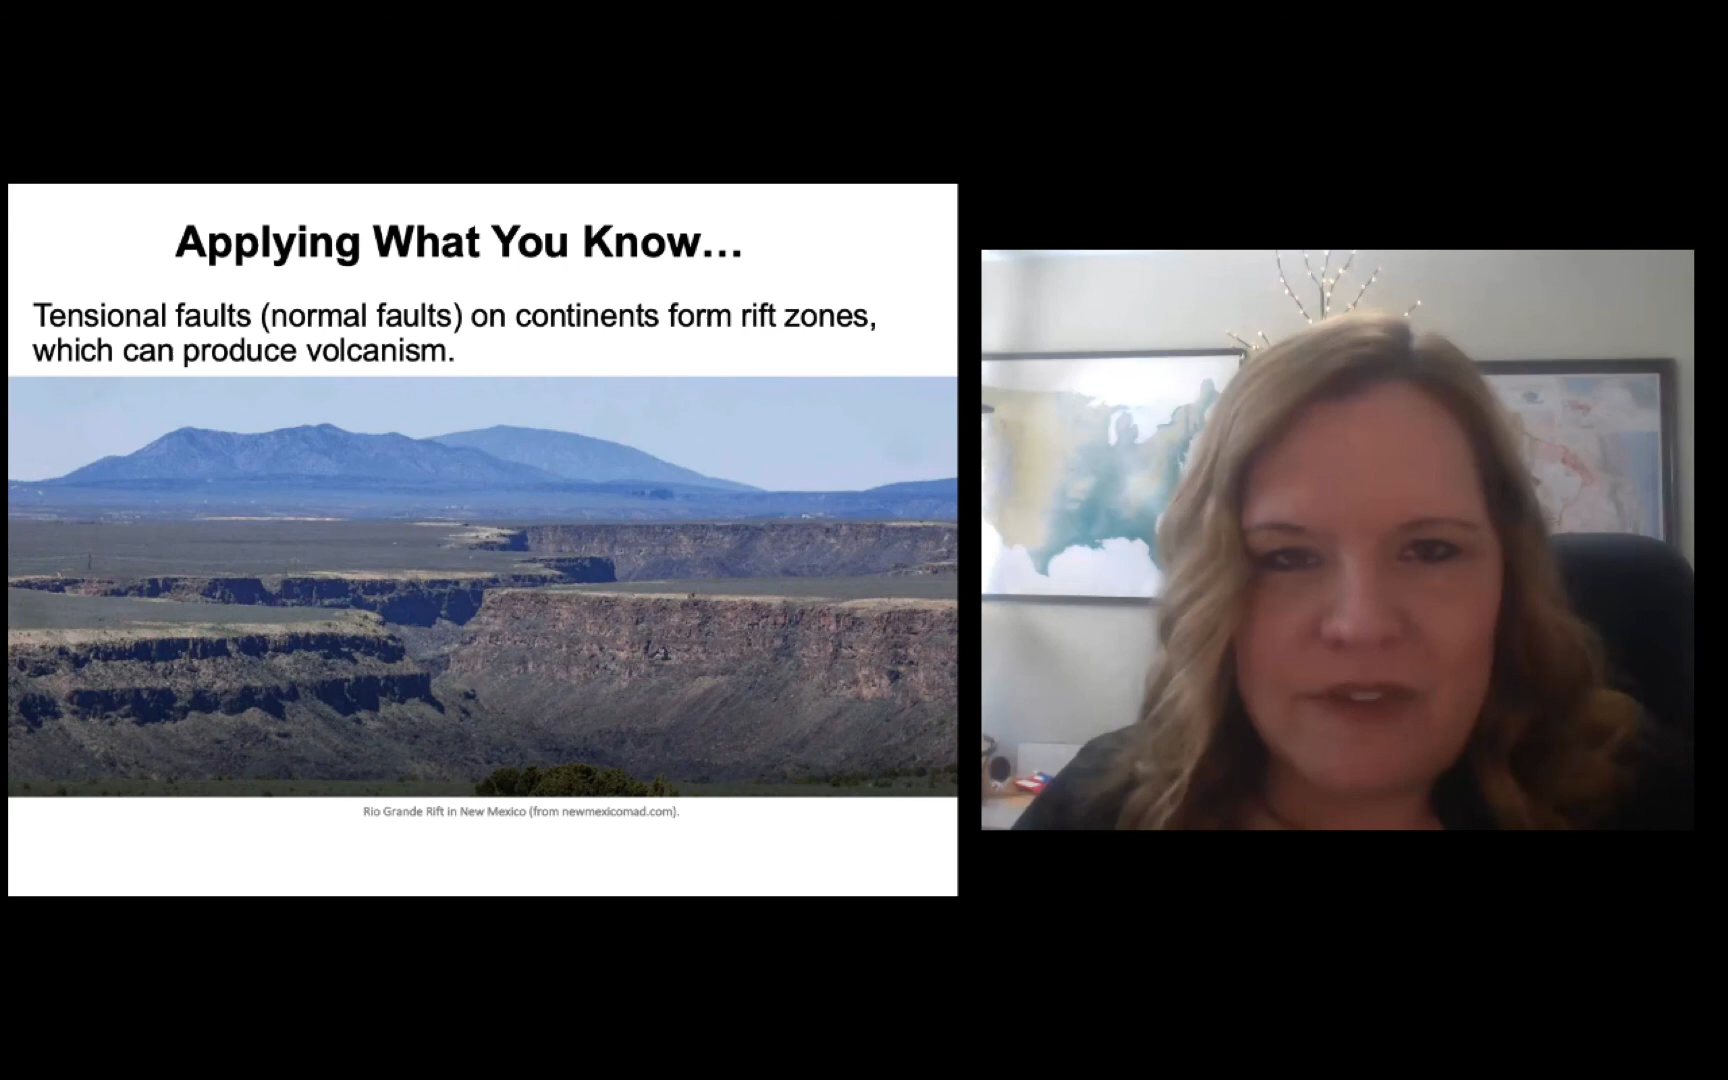 Applying What You Know…
Tensional faults (normal faults) on continents form rift zones,
which can produce volcanism.
Rio Grande Rift in New Mexico (from newmexicomad.com).